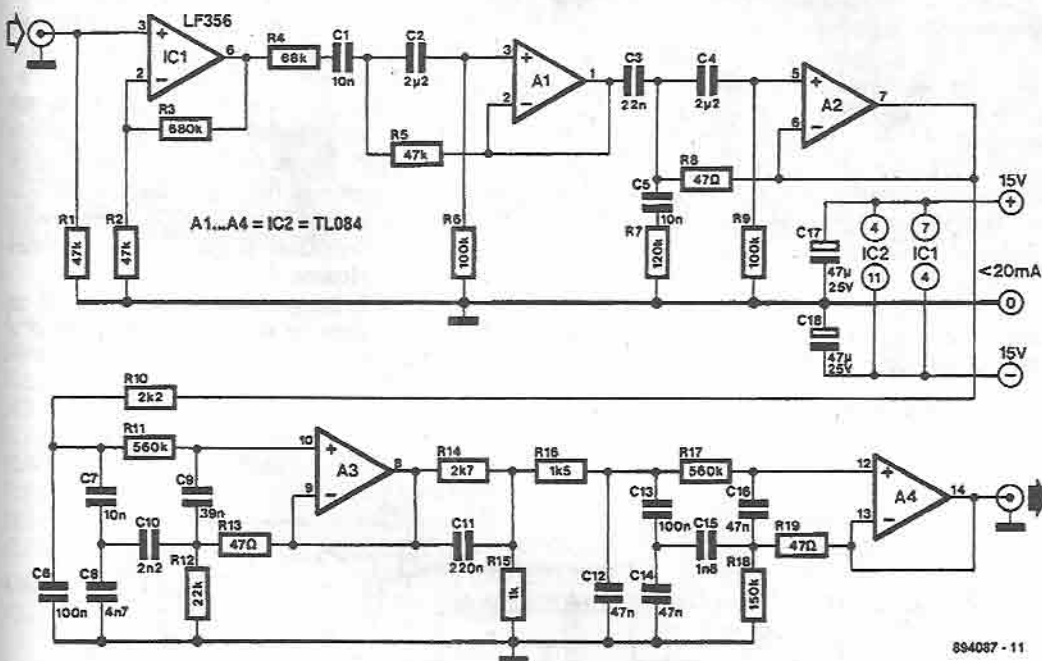 LF356
3
+
IC1
6
2
−
R4
68k
C1
10n
C2
2µ2
R3
680k
R5
47k
3
+
A1
1
2
−
C3
22n
C4
2µ2
5
+
A2
7
6
−
R8
47Ω
C5
10n
R1
47k
R2
47k
A1...A4 = IC2 = TL084
R6
100k
R7
120k
R9
100k
C17
47µ
25V
C18
47µ
25V
4
IC2
11
7
IC1
4
15V
+
<20mA
0
15V
−
R10
2k2
R11
560k
C7
10n
C9
39n
C10
2n2
R13
47Ω
R12
22k
C6
100n
C8
4n7
10
+
A3
8
9
−
R14
2k7
C11
220n
R15
1k
R16
1k5
C12
47n
C13
100n
C14
47n
C15
1n8
R17
560k
C16
47n
R18
150k
R19
47Ω
12
+
A4
14
13
−
894087 - 11